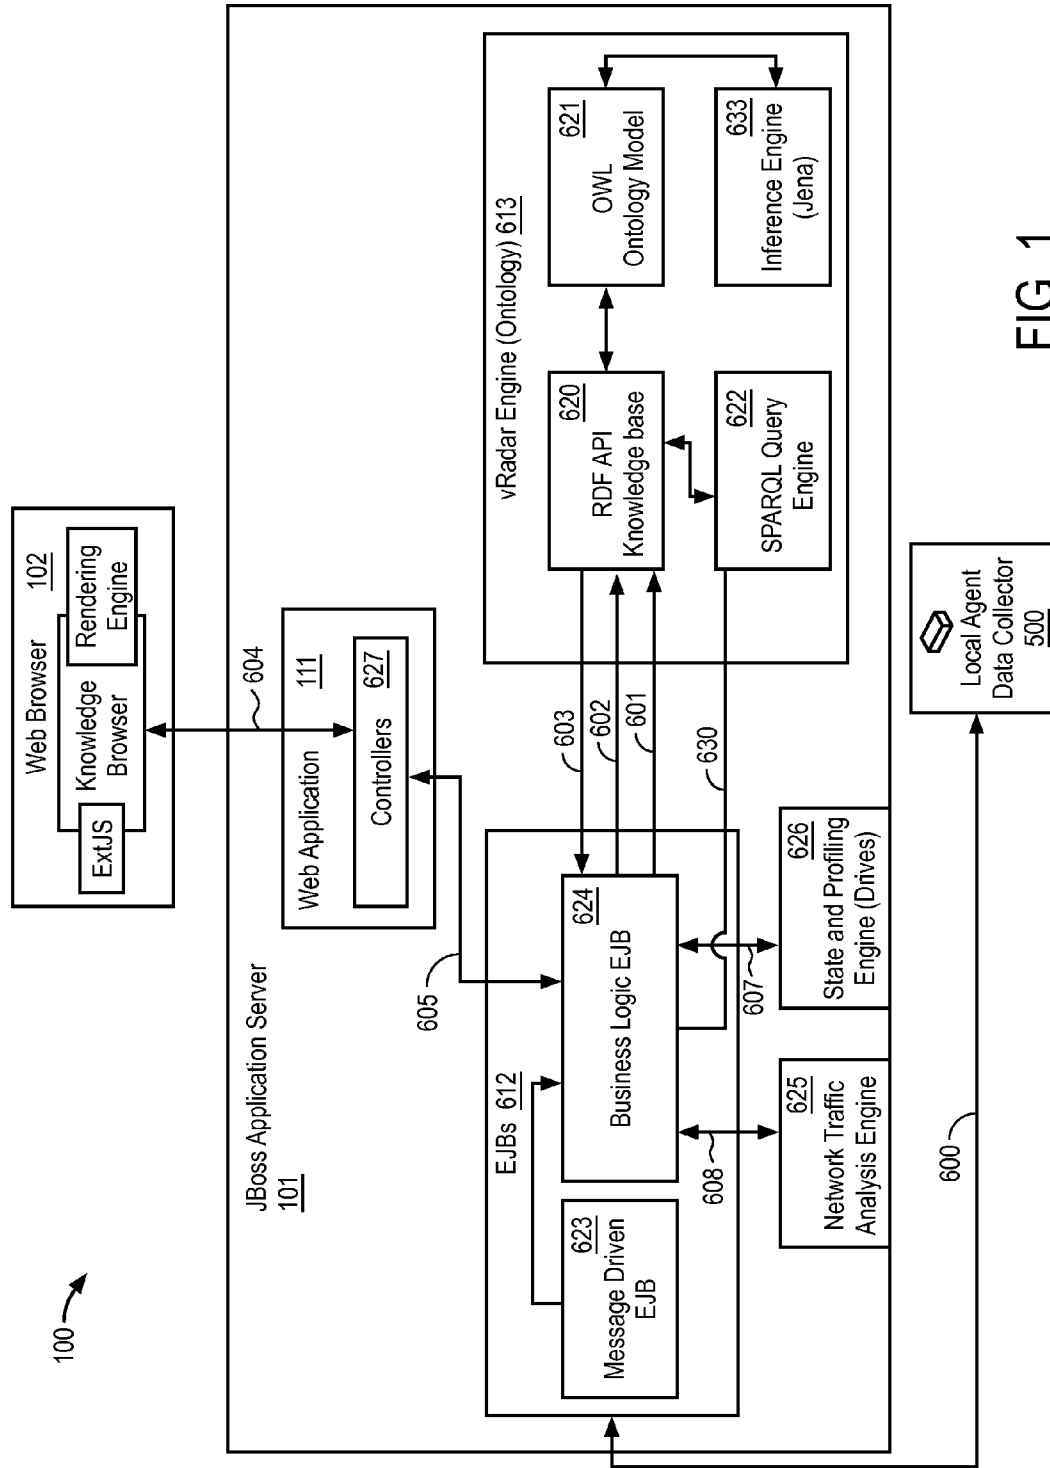 100
Web Browser
102
ExtJS
Knowledge
Browser
Rendering
Engine
604
JBoss Application Server
101
Web Application
111
Controllers
627
605
EJBs 612
Message Driven
EJB
623
Business Logic EJB
624
603
602
601
630
608
607
Network Traffic
Analysis Engine
625
State and Profiling
Engine (Drives)
626
vRadar Engine (Ontology) 613
RDF API
Knowledge base
620
OWL
Ontology Model
621
SPARQL Query
Engine
622
Inference Engine
(Jena)
633
600
Local Agent
Data Collector
500
FIG. 1